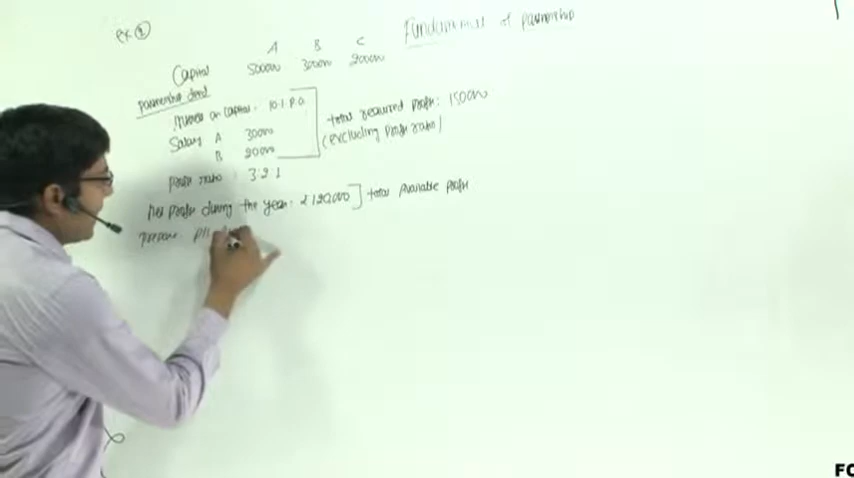 Fundamentals of partnership
Ex ②
A B C
Capital 500000 300000 200000
partnership deed
Interest on capital : 10% P.a.
Salary A 30000
B 20000
total required profit : 150000
(excluding profit ratio)
profit ratio : 3:2:1
Net profit during the year : ₹ 120000 ] total available profit
prepare P/L
FC